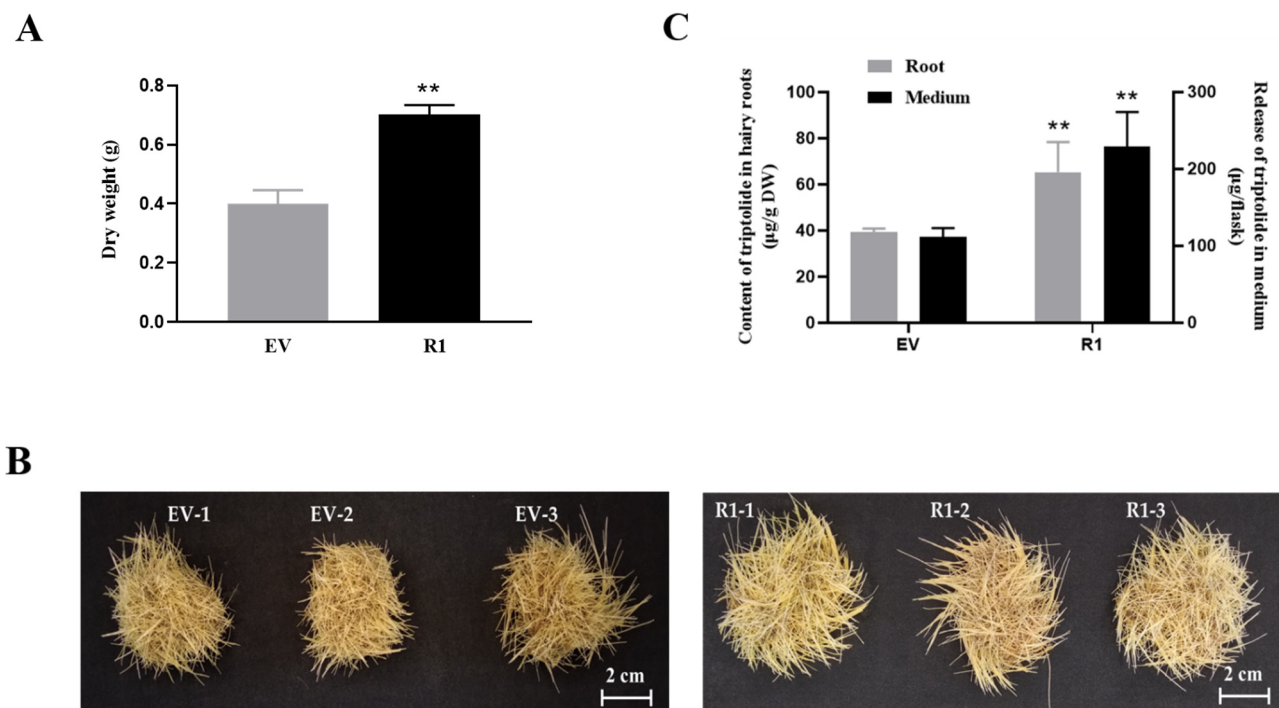 A
Dry weight (g)
0.8
0.6
0.4
0.2
0.0
**
EV
R1
C
Root
Medium
Content of triptolide in hairy roots
(µg/g DW)
100
80
60
40
20
0
**
**
EV
R1
300
200
100
0
Release of triptolide in medium
(µg/flask)
B
EV-1
EV-2
EV-3
2 cm
R1-1
R1-2
R1-3
2 cm